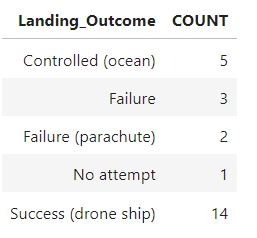 Landing_Outcome COUNT
Controlled (ocean) 5
Failure 3
Failure (parachute) 2
No attempt 1
Success (drone ship) 14